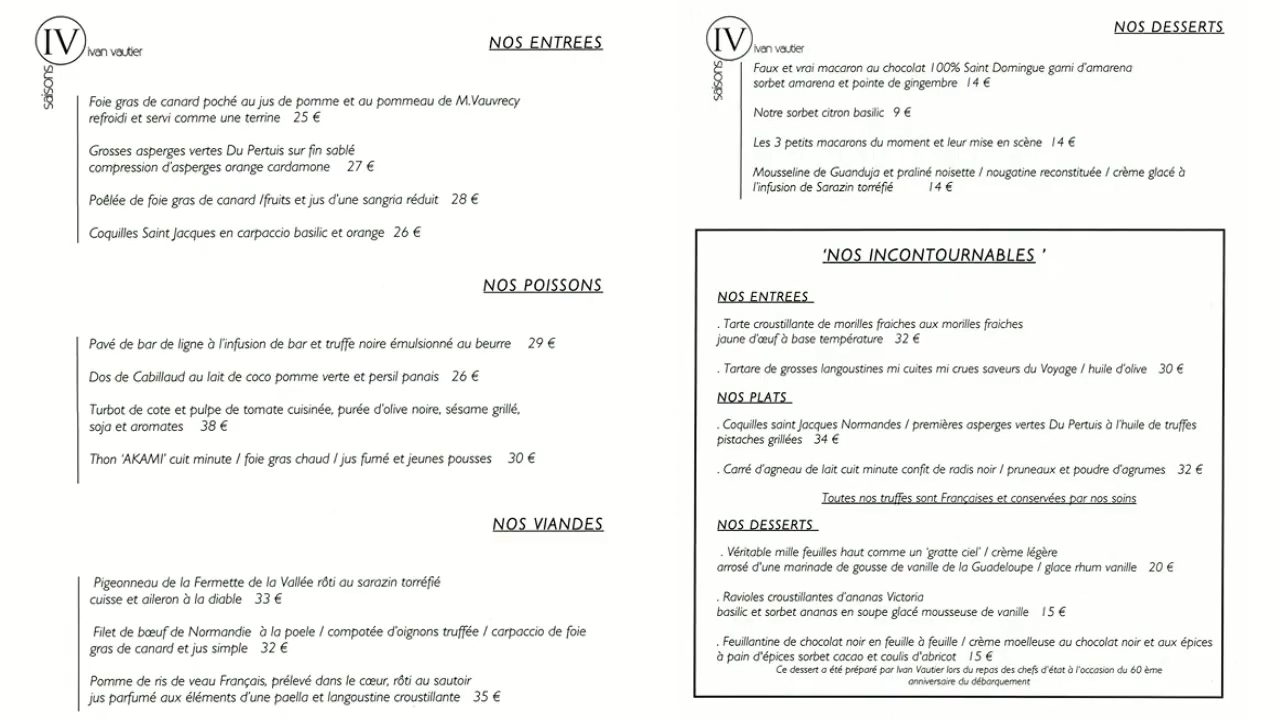 IV ivan vautier
saisons
NOS ENTREES
Foie gras de canard poché au jus de pomme et au pommeau de M.Vauvrecy
refroidi et servi comme une terrine 25 €
Grosses asperges vertes Du Pertuis sur fin sablé
compression d'asperges orange cardamone 27 €
Poêlée de foie gras de canard /fruits et jus d'une sangria réduit 28 €
Coquilles Saint Jacques en carpaccio basilic et orange 26 €
NOS POISSONS
Pavé de bar de ligne à l'infusion de bar et truffe noire émulsionné au beurre 29 €
Dos de Cabillaud au lait de coco pomme verte et persil panais 26 €
Turbot de cote et pulpe de tomate cuisinée, purée d'olive noire, sésame grillé,
soja et aromates 38 €
Thon 'AKAMI' cuit minute / foie gras chaud / jus fumé et jeunes pousses 30 €
NOS VIANDES
Pigeonneau de la Fermette de la Vallée rôti au sarazin torréfié
cuisse et aileron à la diable 33 €
Filet de bœuf de Normandie à la poele / compotée d'oignons truffée / carpaccio de foie
gras de canard et jus simple 32 €
Pomme de ris de veau Français, prélevé dans le cœur, rôti au sautoir
jus parfumé aux éléments d'une paella et langoustine croustillante 35 €
IV ivan vautier
saisons
NOS DESSERTS
Faux et vrai macaron au chocolat 100% Saint Domingue garni d'amarena
sorbet amarena et pointe de gingembre 14 €
Notre sorbet citron basilic 9 €
Les 3 petits macarons du moment et leur mise en scène 14 €
Mousseline de Guanduja et praliné noisette / nougatine reconstituée / crème glacé à
l'infusion de Sarazin torréfié 14 €
'NOS INCONTOURNABLES '
NOS ENTREES
. Tarte croustillante de morilles fraiches aux morilles fraiches
jaune d'œuf à base température 32 €
. Tartare de grosses langoustines mi cuites mi crues saveurs du Voyage / huile d'olive 30 €
NOS PLATS
. Coquilles saint Jacques Normandes / premières asperges vertes Du Pertuis à l'huile de truffes
pistaches grillées 34 €
. Carré d'agneau de lait cuit minute confit de radis noir / pruneaux et poudre d'agrumes 32 €
Toutes nos truffes sont Françaises et conservées par nos soins
NOS DESSERTS
. Véritable mille feuilles haut comme un 'gratte ciel' / crème légère
arrosé d'une marinade de gousse de vanille de la Guadeloupe / glace rhum vanille 20 €
. Ravioles croustillantes d'ananas Victoria
basilic et sorbet ananas en soupe glacé mousseuse de vanille 15 €
. Feuillantine de chocolat noir en feuille à feuille / crème moelleuse au chocolat noir et aux épices
à pain d'épices sorbet cacao et coulis d'abricot 15 €
Ce dessert a été préparé par Ivan Vautier lors du repas des chefs d'état à l'occasion du 60 ème
anniversaire du débarquement